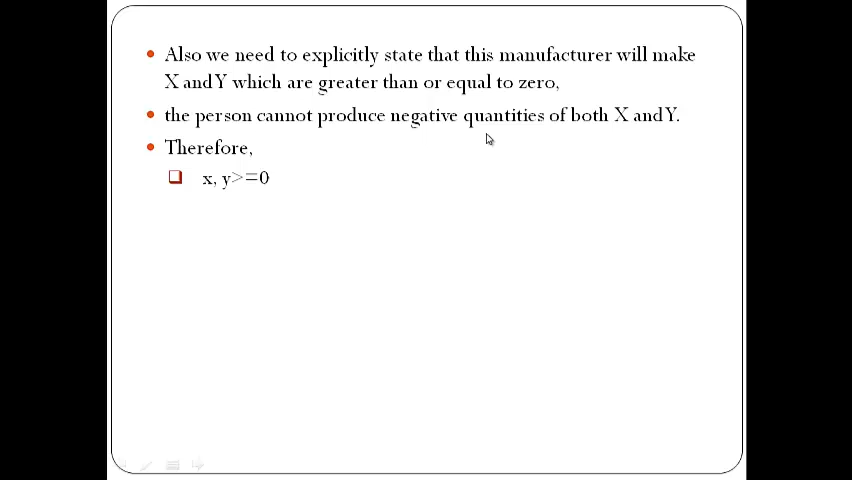 Also we need to explicitly state that this manufacturer will make
X and Y which are greater than or equal to zero,
the person cannot produce negative quantities of both X and Y.
Therefore,
x, y>=0